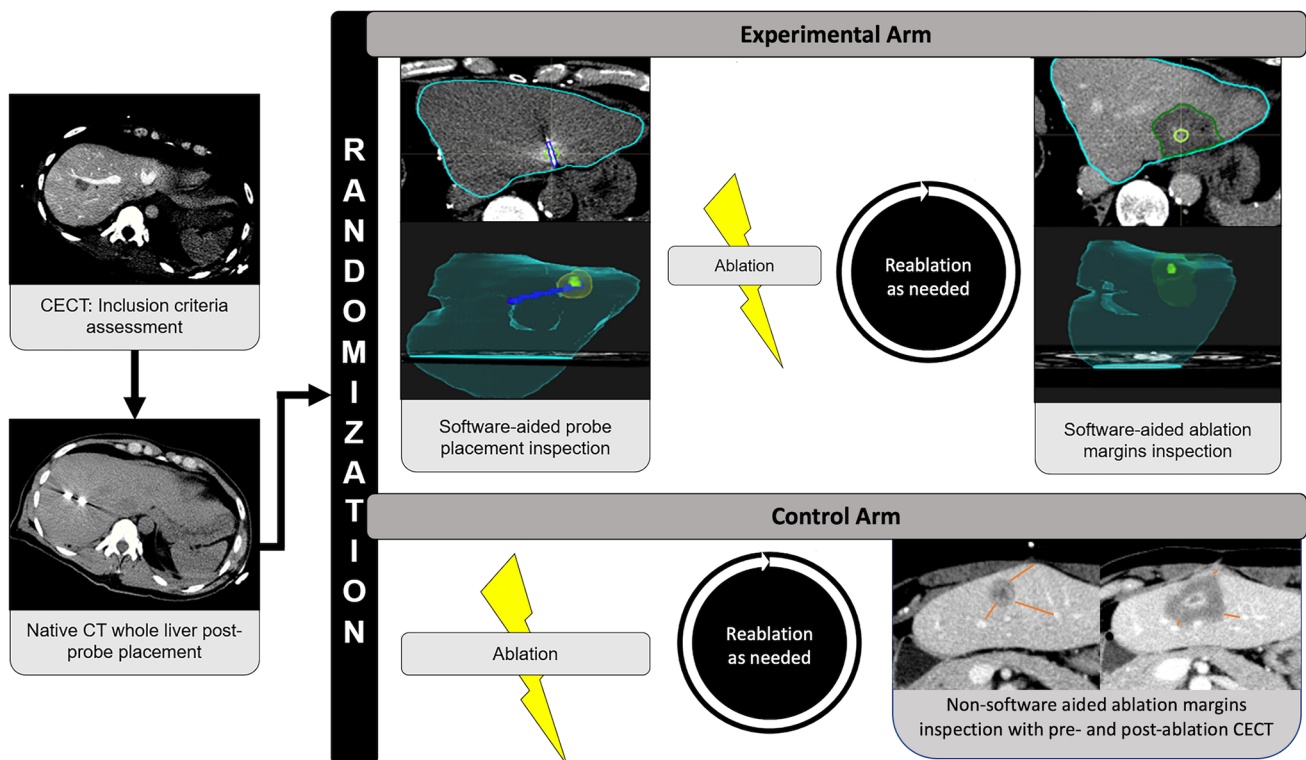 CECT: Inclusion criteria
assessment
Native CT whole liver post-
probe placement
RANDOMIZATION
Experimental Arm
Software-aided probe
placement inspection
Ablation
Reablation
as needed
Software-aided ablation
margins inspection
Control Arm
Ablation
Reablation
as needed
Non-software aided ablation margins
inspection with pre- and post-ablation CECT